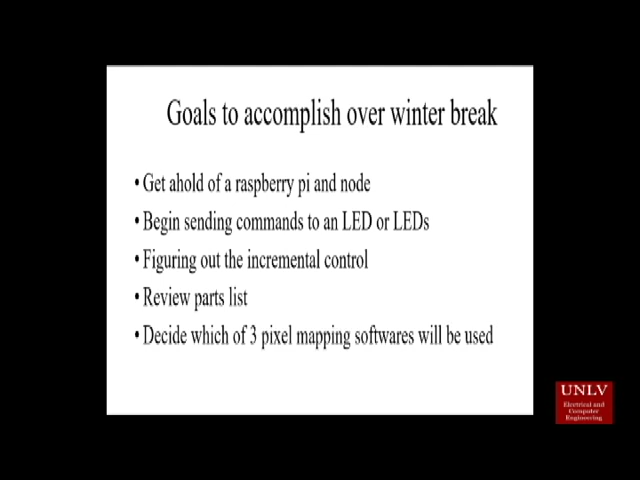 Goals to accomplish over winter break
• Get ahold of a raspberry pi and node
• Begin sending commands to an LED or LEDs
• Figuring out the incremental control
• Review parts list
• Decide which of 3 pixel mapping softwares will be used
UNLV
Electrical and
Computer
Engineering